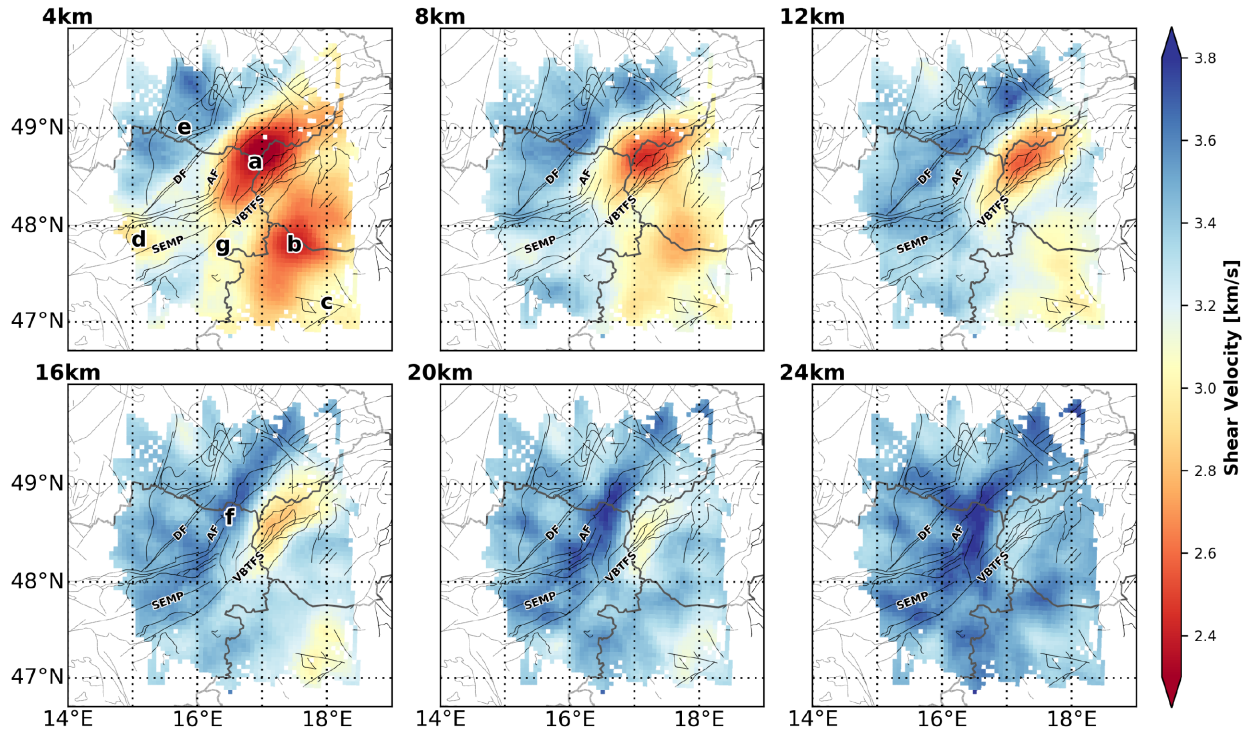 4km
8km
12km
49°N
48°N
47°N
e
a
DF
AF
VBTFS
d
SEMP
g
b
c
DF
AF
VBTFS
SEMP
DF
AF
VBTFS
SEMP
3.8
3.6
3.4
3.2
3.0
2.8
2.6
2.4
Shear Velocity [km/s]
16km
20km
24km
49°N
48°N
47°N
f
DF
AF
VBTFS
SEMP
DF
AF
VBTFS
SEMP
DF
AF
VBTFS
SEMP
14°E
16°E
18°E
14°E
16°E
18°E
14°E
16°E
18°E